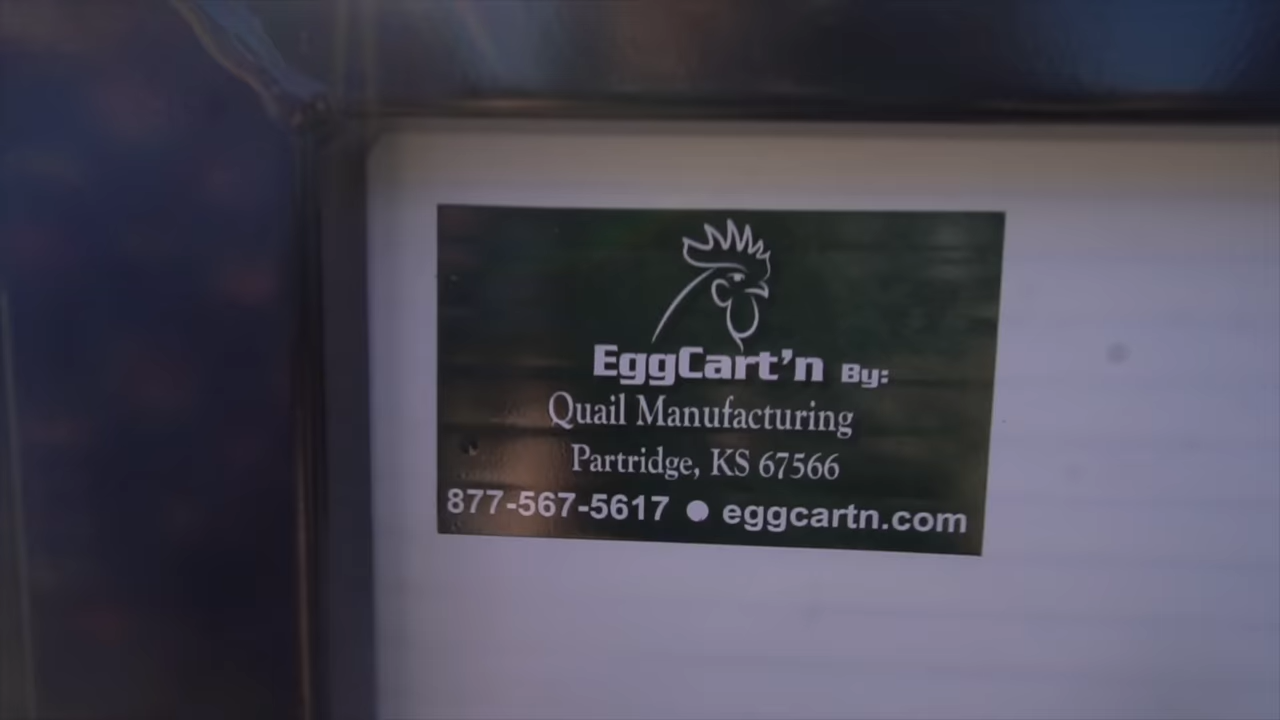 EggCart'n By:
Quail Manufacturing
Partridge, KS 67566
877-567-5617 ● eggcartn.com